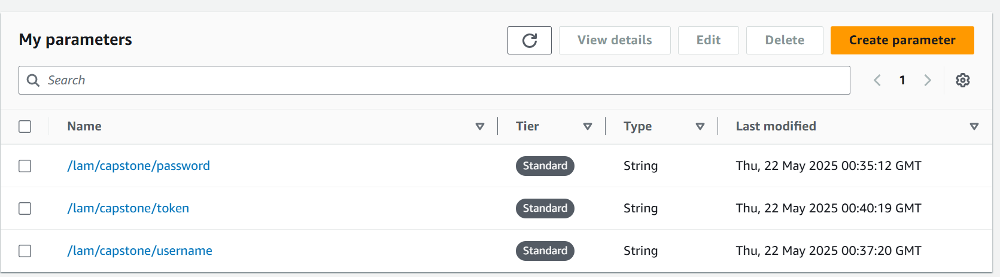 My parameters
View details
Edit
Delete
Create parameter
Search
1
Name
Tier
Type
Last modified
/lam/capstone/password
Standard
String
Thu, 22 May 2025 00:35:12 GMT
/lam/capstone/token
Standard
String
Thu, 22 May 2025 00:40:19 GMT
/lam/capstone/username
Standard
String
Thu, 22 May 2025 00:37:20 GMT